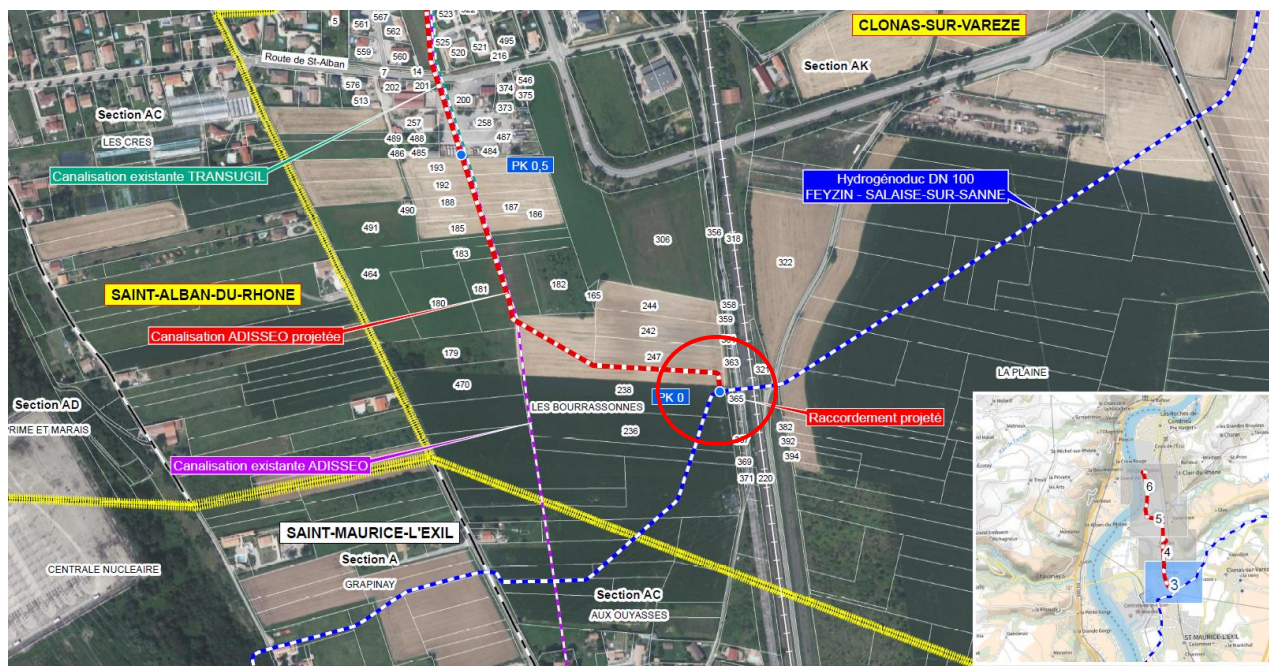 CLONAS-SUR-VAREZE
Section AK
Route de St-Alban
5
567
561
562
559
560
523
525
520
521
495
216
7
14
576
202
201
513
200
546
374
375
373
257
258
489
488
487
486
485
484
Section AC
LES CRES
Canalisation existante TRANSUGIL
PK 0,5
193
192
188
187
186
490
491
185
183
464
306
356
318
322
Hydrogénoduc DN 100
FEYZIN - SALAISE-SUR-SANNE
SAINT-ALBAN-DU-RHONE
182
165
181
180
244
358
359
Canalisation ADISSEO projetée
242
247
363
321
179
470
238
PK 0
365
LA PLAINE
Section AD
PRIME ET MARAIS
LES BOURRASSONNES
236
Raccordement projeté
382
392
394
Canalisation existante ADISSEO
369
371
220
SAINT-MAURICE-L'EXIL
Section A
GRAPINAY
CENTRALE NUCLEAIRE
Section AC
AUX OUYASSES
6
5
4
3
ST-MAURICE-L'EXIL